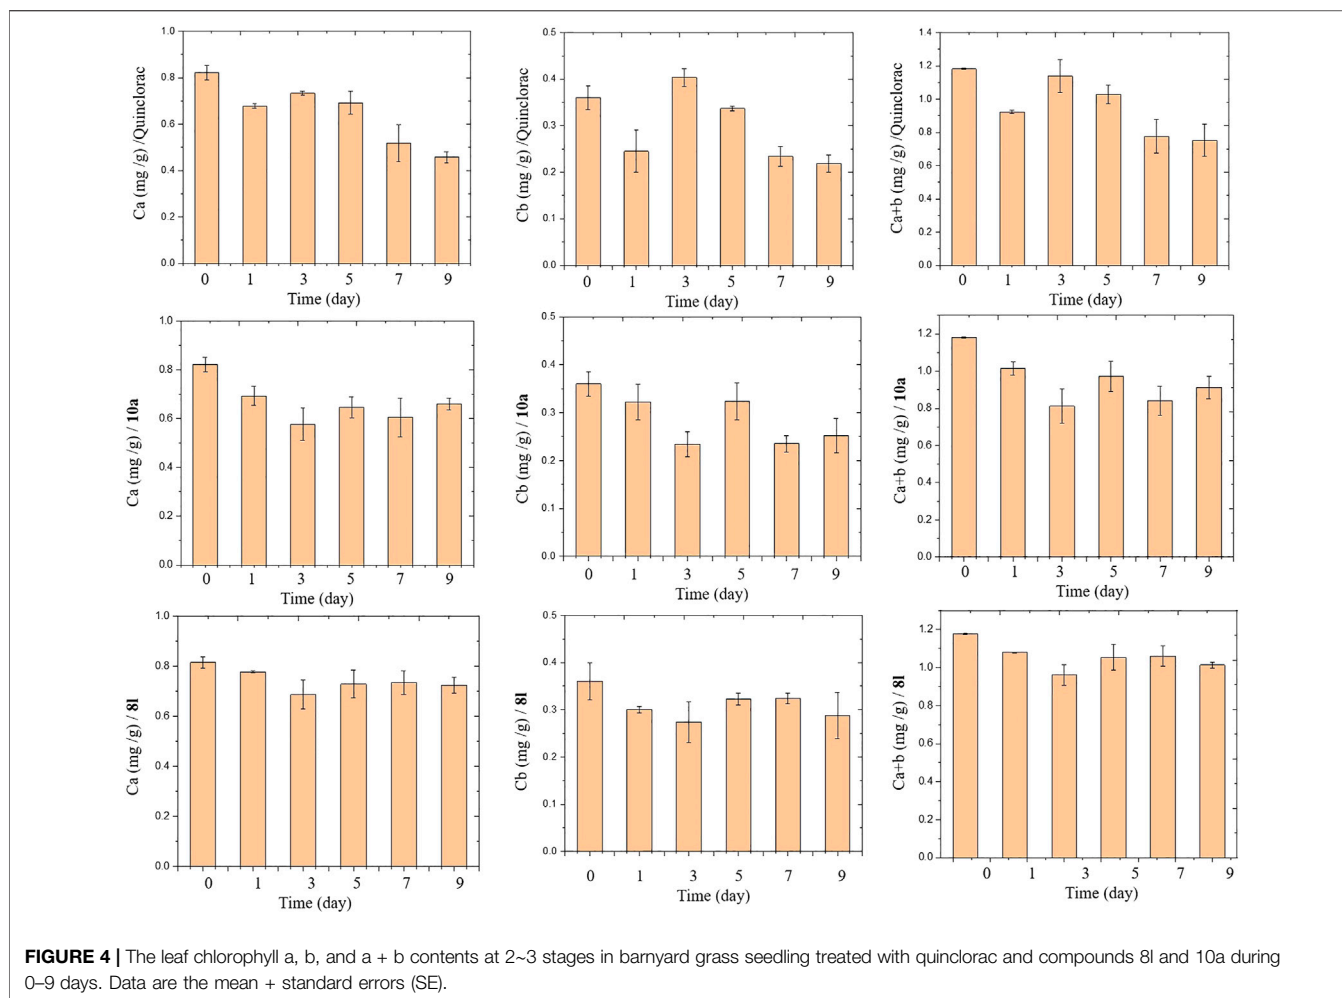 1.0
0.8
0.6
0.4
0.2
0.0
Ca (mg /g) /Quinclorac
0 1 3 5 7 9
Time (day)
0.5
0.4
0.3
0.2
0.1
0.0
Cb (mg /g) /Quinclorac
0 1 3 5 7 9
Time (day)
1.4
1.2
1.0
0.8
0.6
0.4
0.2
0.0
Ca+b (mg /g) /Quinclorac
0 1 3 5 7 9
Time (day)
1.0
0.8
0.6
0.4
0.2
0.0
Ca (mg /g) / 10a
0 1 3 5 7 9
Time (day)
0.5
0.4
0.3
0.2
0.1
0.0
Cb (mg /g) / 10a
0 1 3 5 7 9
Time (day)
1.2
1.0
0.8
0.6
0.4
0.2
0.0
Ca+b (mg /g) / 10a
0 1 3 5 7 9
Time (day)
1.0
0.8
0.6
0.4
0.2
0.0
Ca (mg /g) / 8l
0 1 3 5 7 9
Time (day)
0.5
0.4
0.3
0.2
0.1
0.0
Cb (mg /g) / 8l
0 1 3 5 7 9
Time (day)
1.2
1.0
0.8
0.6
0.4
0.2
0.0
Ca+b (mg /g) / 8l
0 1 3 5 7 9
Time (day)
FIGURE 4 | The leaf chlorophyll a, b, and a + b contents at 2~3 stages in barnyard grass seedling treated with quinclorac and compounds 8l and 10a during
0–9 days. Data are the mean + standard errors (SE).